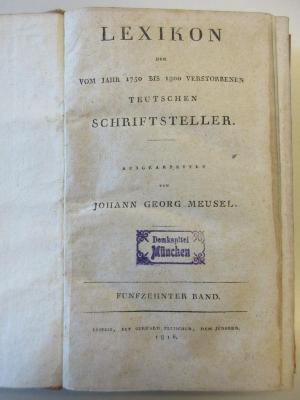 LEXIKON
DER
VOM JAHR 1750 BIS 1800 VERSTORBENEN
TEUTSCHEN
SCHRIFTSTELLER.
AUSGEARBEITET
VON
JOHANN GEORG MEUSEL.
Domkapitel
München
FUNFZEHNTER BAND.
LEIPZIG, BEY GERHARD FLEISCHER, DEM JÜNGERN,
1816.